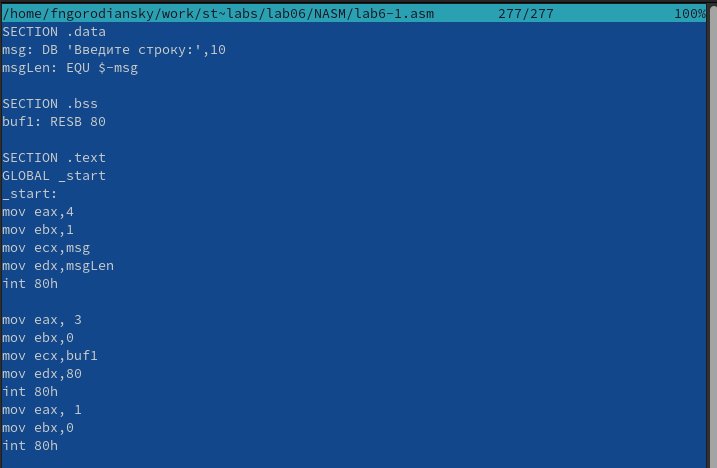 /home/fngorodiansky/work/st~labs/lab06/NASM/lab6-1.asm 277/277 100%
SECTION .data
msg: DB 'Введите строку:',10
msgLen: EQU $-msg
SECTION .bss
buf1: RESB 80
SECTION .text
GLOBAL _start
_start:
mov eax,4
mov ebx,1
mov ecx,msg
mov edx,msgLen
int 80h
mov eax, 3
mov ebx,0
mov ecx,buf1
mov edx,80
int 80h
mov eax, 1
mov ebx,0
int 80h